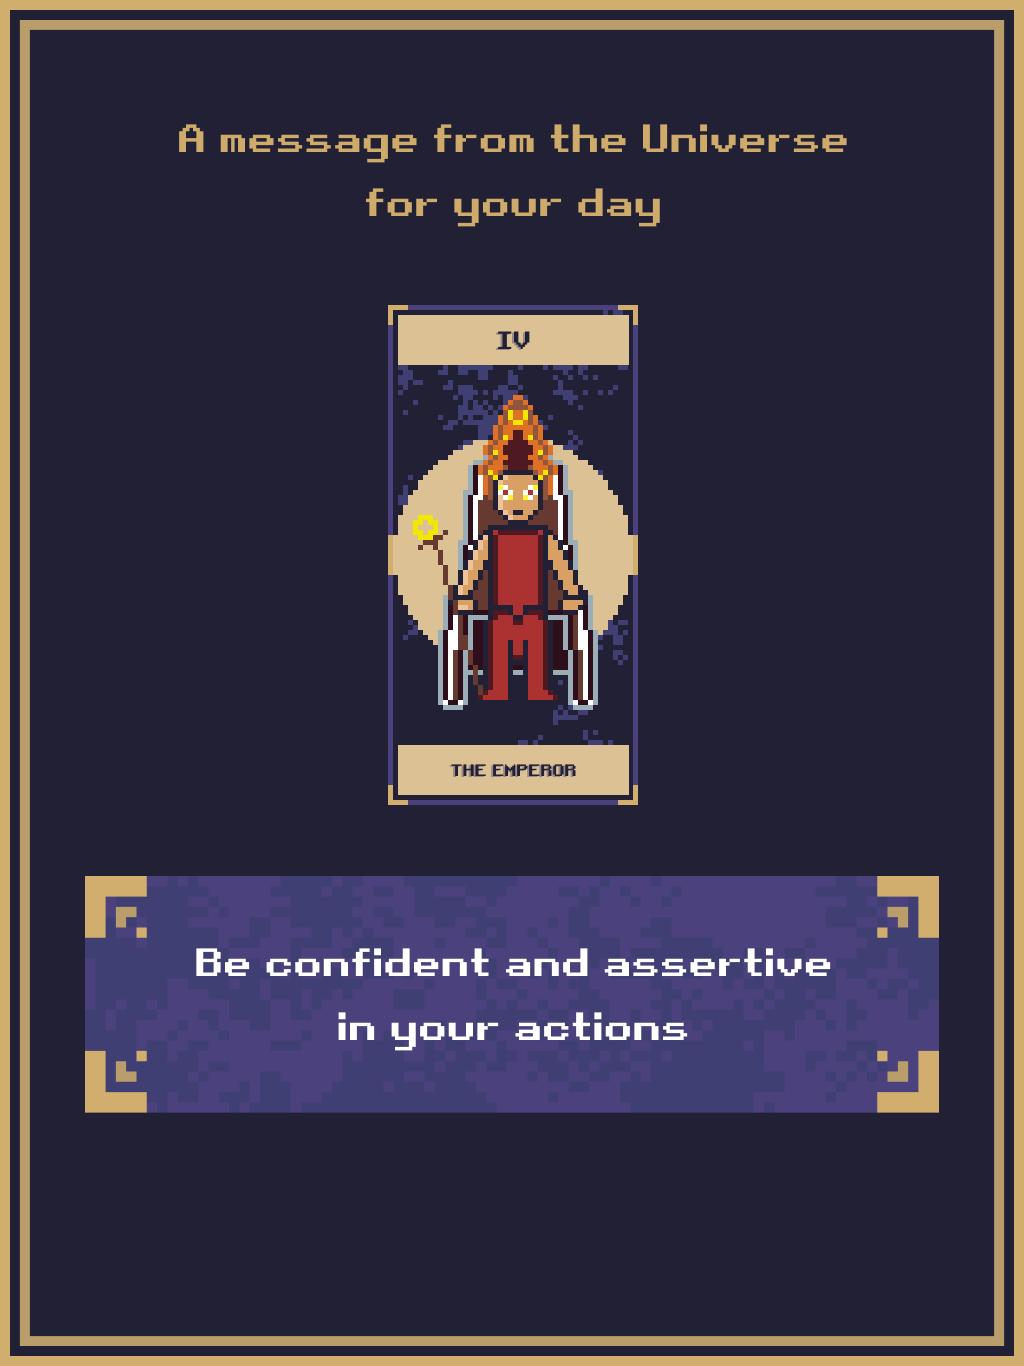 A message from the Universe
for your day
IV
THE EMPEROR
Be confident and assertive
in your actions